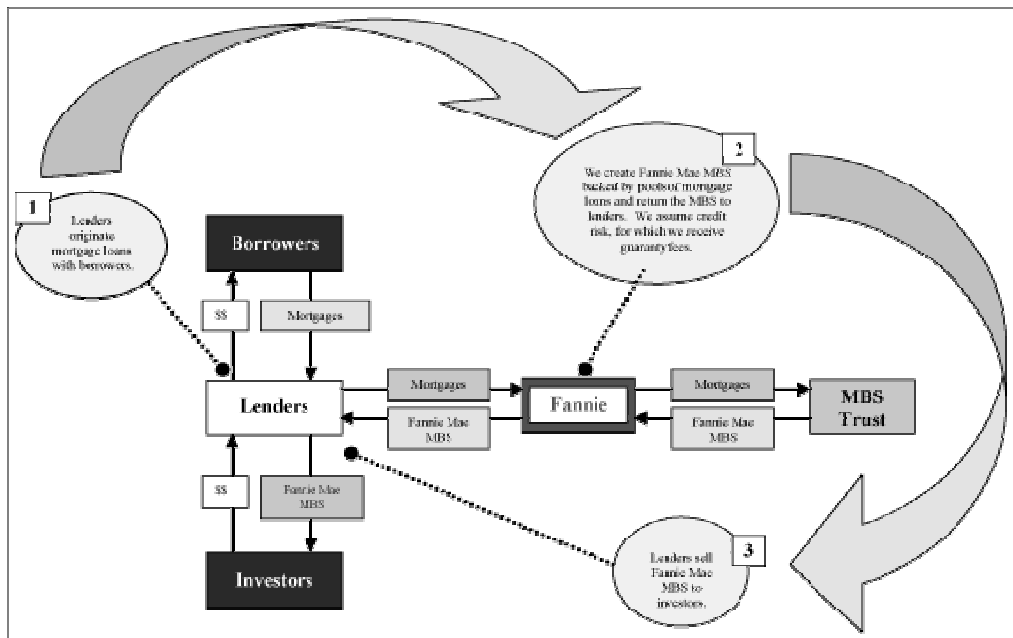 1
Lenders
originate
mortgage loans
with borrowers.
2
We create Fannie Mae MBS
backed by pools of mortgage
loans and return the MBS to
lenders. We assume credit
risk, for which we receive
guaranty fees.
Borrowers
$$
Mortgages
Lenders
Mortgages
Fannie Mae
MBS
Fannie
Mortgages
Fannie Mae
MBS
MBS
Trust
$$
Fannie Mae
MBS
Investors
3
Lenders sell
Fannie Mae
MBS to
investors.